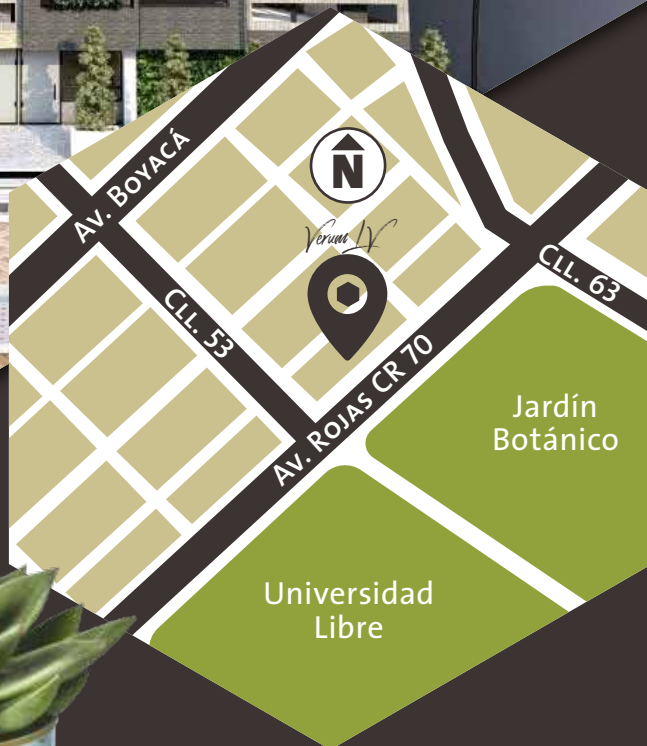 Av. Boyacá
N
Verum LV
Cll. 53
Cll. 63
Av. Rojas CR 70
Jardín
Botánico
Universidad
Libre